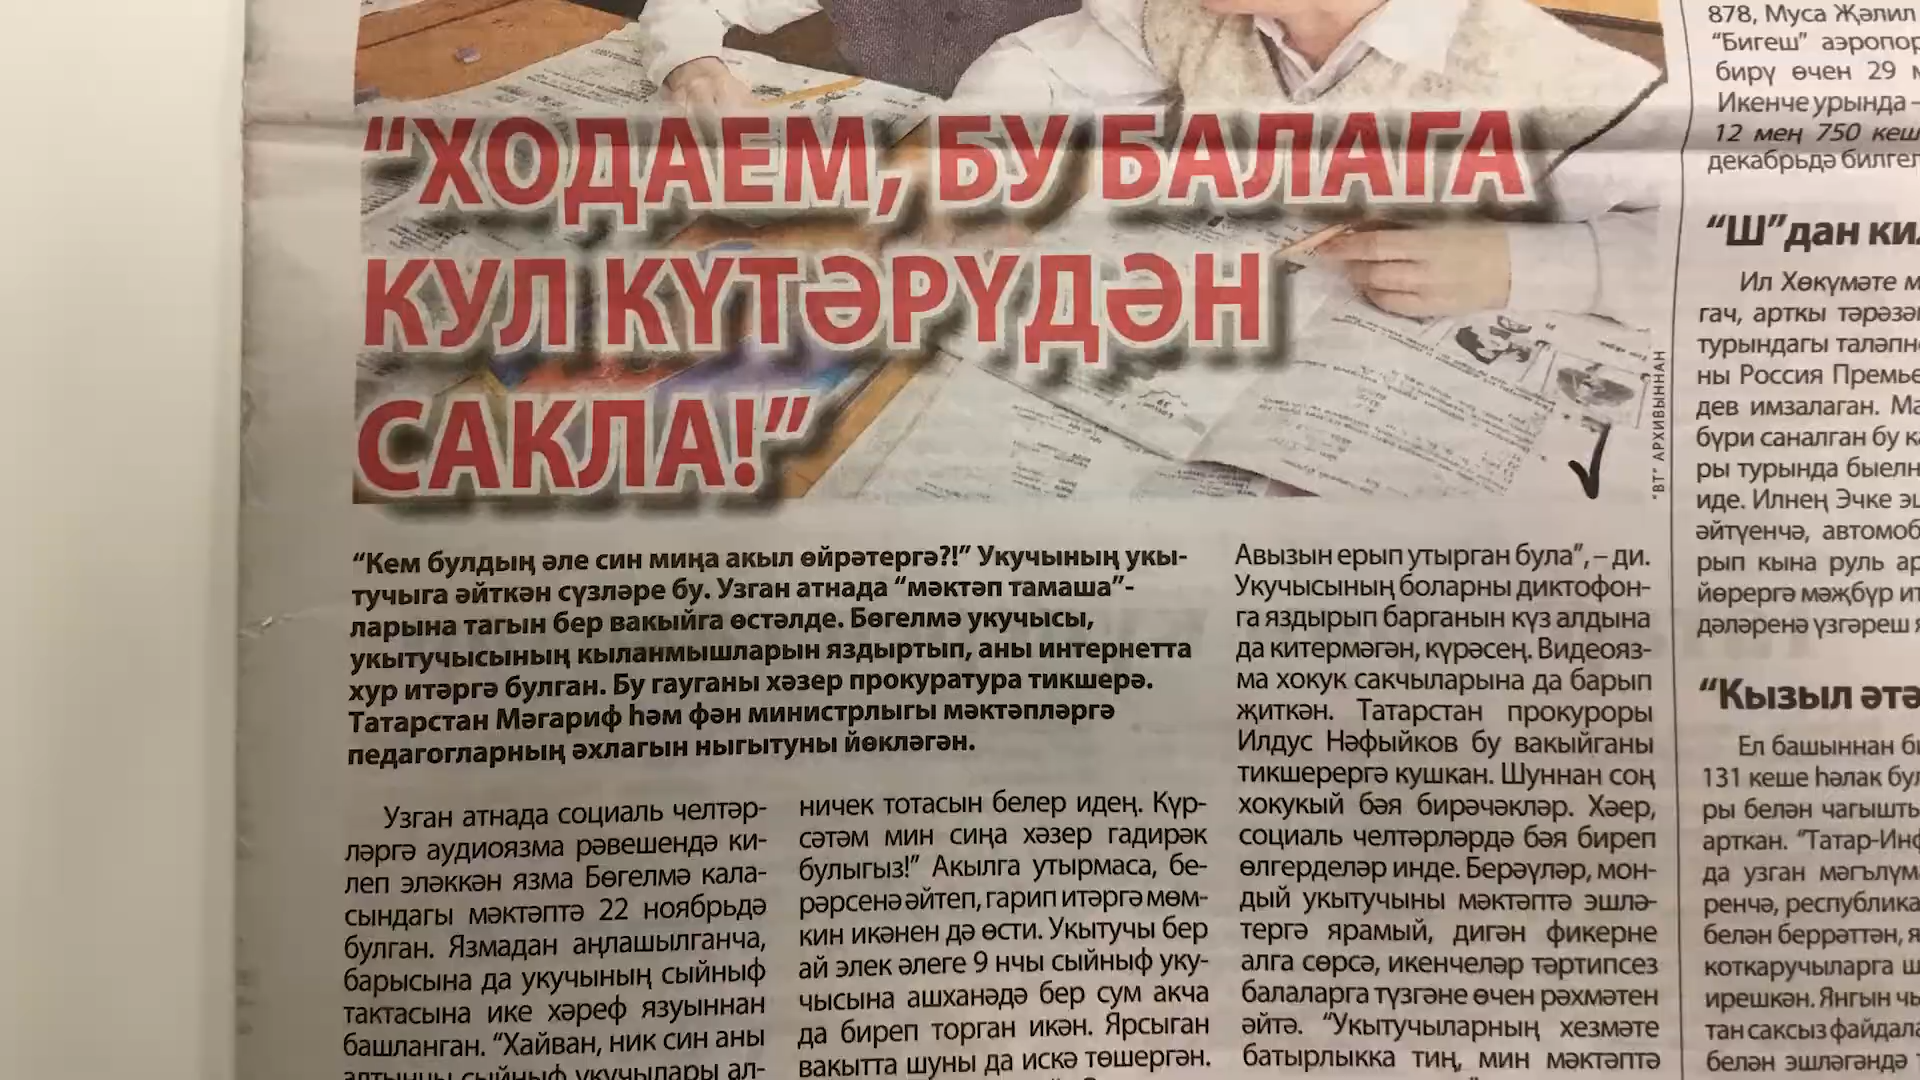 “ХОДАЕМ, БУ БАЛАГА
КУЛ КҮТӘРҮДӘН
САКЛА!”
“ВТ” АРХИВЫННАН
“Кем булдың әле син миңа акыл өйрәтергә?!” Укучының укы-
тучыга әйткән сүзләре бу. Узган атнада “мәктәп тамаша”-
ларына тагын бер вакыйга өстәлде. Бөгелмә укучысы,
укытучысының кыланмышларын яздыртып, аны интернетта
хур итәргә булган. Бу гауганы хәзер прокуратура тикшерә.
Татарстан Мәгариф һәм фән министрлыгы мәктәпләргә
педагогларның әхлагын ныгытуны йөкләгән.
Узган атнада социаль челтәр-
ләргә аудиоязма рәвешендә ки-
леп эләккән язма Бөгелмә кала-
сындагы мәктәптә 22 ноябрьдә
булган. Язмадан аңлашылганча,
барысына да укучының сыйныф
тактасына ике хәреф язуыннан
башланган. “Хайван, ник син аны
алтынчы сыйныф укучылары ал-
ничек тотасын белер идең. Күр-
сәтәм мин сиңа хәзер гадирәк
булыгыз!” Акылга утырмаса, бе-
рәрсенә әйтеп, гарип итәргә мөм-
кин икәнен дә өсти. Укытучы бер
ай элек әлеге 9 нчы сыйныф уку-
чысына ашханәдә бер сум акча
да биреп торган икән. Ярсыган
вакытта шуны да искә төшергән.
Авызын ерып утырган була”, – ди.
Укучысының боларны диктофон-
га яздырып барганын күз алдына
да китермәгән, күрәсең. Видеояз-
ма хокук сакчыларына да барып
җиткән. Татарстан прокуроры
Илдус Нәфыйков бу вакыйганы
тикшерергә кушкан. Шуннан соң
хокукый бәя бирәчәкләр. Хәер,
социаль челтәрләрдә бәя биреп
өлгерделәр инде. Берәүләр, мон-
дый укытучыны мәктәптә эшлә-
тергә ярамый, дигән фикерне
алга сөрсә, икенчеләр тәртипсез
балаларга түзгәне өчен рәхмәтен
әйтә. “Укытучыларның хезмәте
батырлыкка тиң, мин мәктәптә
878, Муса Җәлил
“Бигеш” аэропор
бирү өчен 29 м
Икенче урында –
12 мең 750 кеш
декабрьдә билгел
“Ш”дан кил
Ил Хөкүмәте м
гач, арткы тәрәзә
турындагы таләпн
ны Россия Премье
дев имзалаган. Ма
бүри саналган бу ка
ры турында быелн
иде. Илнең Эчке эш
әйтүенчә, автомоб
рып кына руль ар
йөрергә мәҗбүр ит
дәләренә үзгәреш я
“Кызыл әтә
Ел башыннан би
131 кеше һәлак бул
ры белән чагышты
арткан. “Татар-Инф
да узган мәгълүма
ренчә, республика
белән беррәттән, я
коткаручыларга ш
ирешкән. Янгын чы
тан саксыз файдала
белән эшләгәндә т